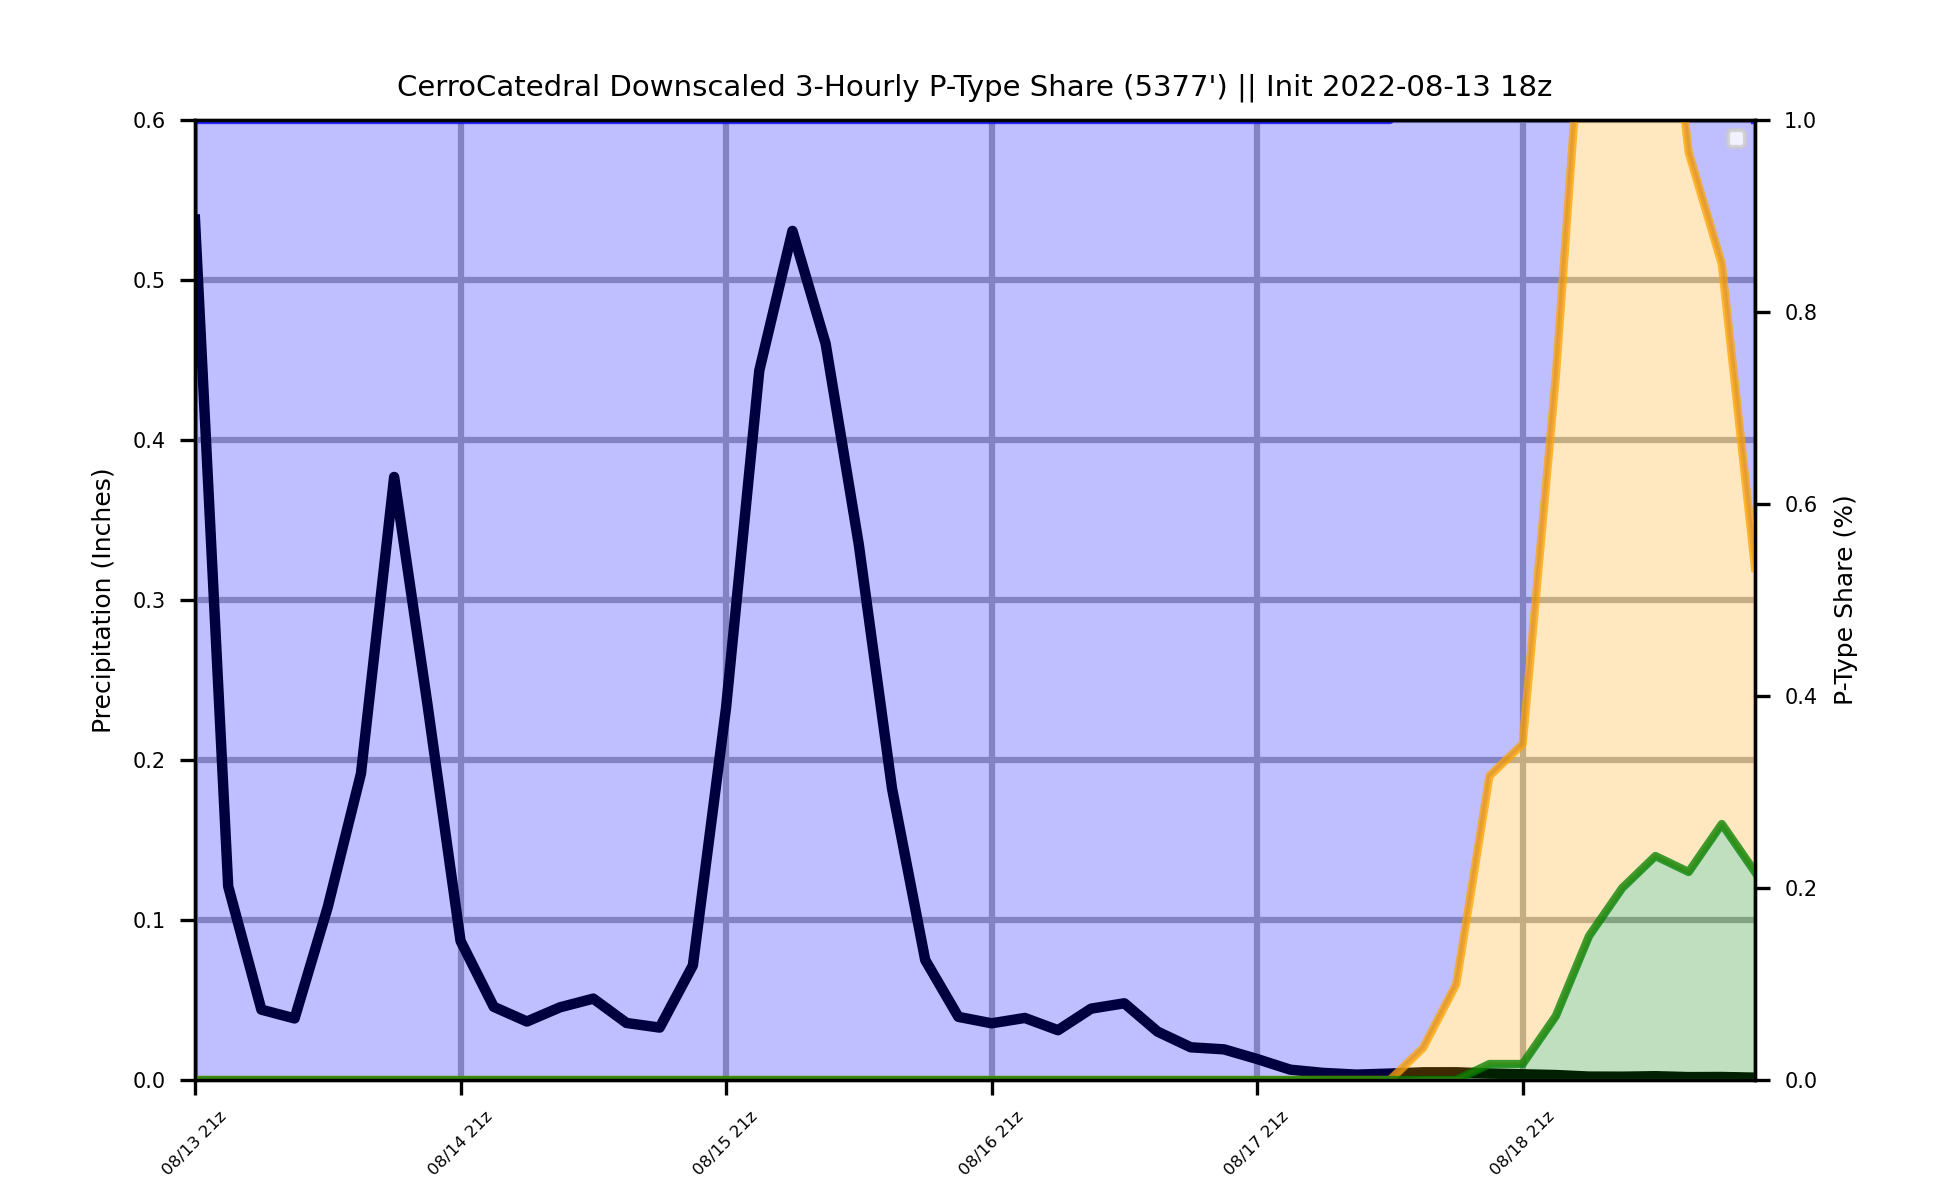 CerroCatedral Downscaled 3-Hourly P-Type Share (5377') || Init 2022-08-13 18z
Precipitation (Inches)
0.6
0.5
0.4
0.3
0.2
0.1
0.0
1.0
0.8
0.6
0.4
0.2
0.0
P-Type Share (%)
08/13 21z
08/14 21z
08/15 21z
08/16 21z
08/17 21z
08/18 21z